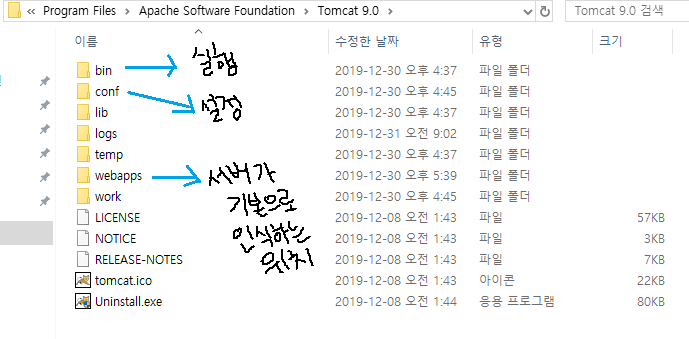 « Program Files › Apache Software Foundation › Tomcat 9.0 › Tomcat 9.0 검색
이름 수정한 날짜 유형 크기
bin 실행 2019-12-30 오후 4:37 파일 폴더
conf 2019-12-30 오후 4:45 파일 폴더
lib 설정 2019-12-30 오후 4:37 파일 폴더
logs 2019-12-31 오전 9:02 파일 폴더
temp 2019-12-30 오후 4:37 파일 폴더
webapps 서버가 2019-12-30 오후 5:39 파일 폴더
work 기본으로 2019-12-30 오후 4:45 파일 폴더
LICENSE 2019-12-08 오전 1:43 파일 57KB
NOTICE 인식하는 2019-12-08 오전 1:43 파일 3KB
RELEASE-NOTES 위치 2019-12-08 오전 1:43 파일 7KB
tomcat.ico 2019-12-08 오전 1:43 아이콘 22KB
Uninstall.exe 2019-12-08 오전 1:44 응용 프로그램 80KB